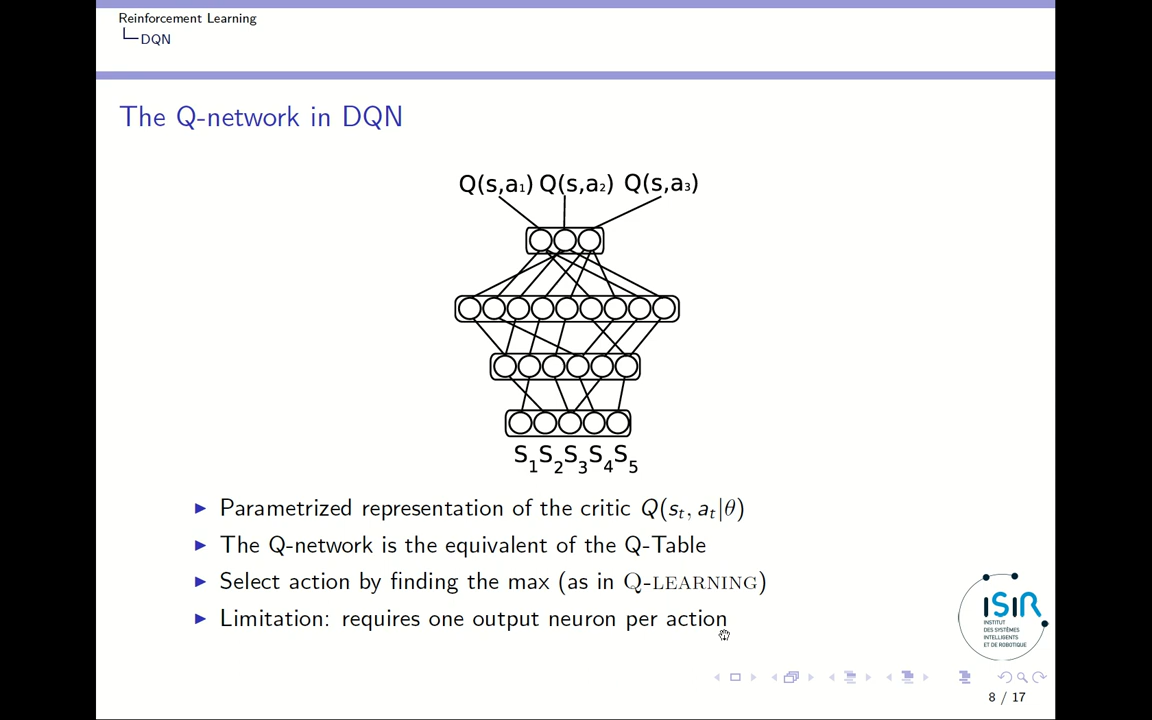 Reinforcement Learning
DQN
The Q-network in DQN
Q(s,a₁) Q(s,a₂) Q(s,a₃)
S₁S₂S₃S₄S₅
Parametrized representation of the critic Q(sₜ, aₜ|θ)
The Q-network is the equivalent of the Q-Table
Select action by finding the max (as in Q-LEARNING)
Limitation: requires one output neuron per action
ISIR
INSTITUT
DES SYSTÈMES
INTELLIGENTS
ET DE ROBOTIQUE
8 / 17